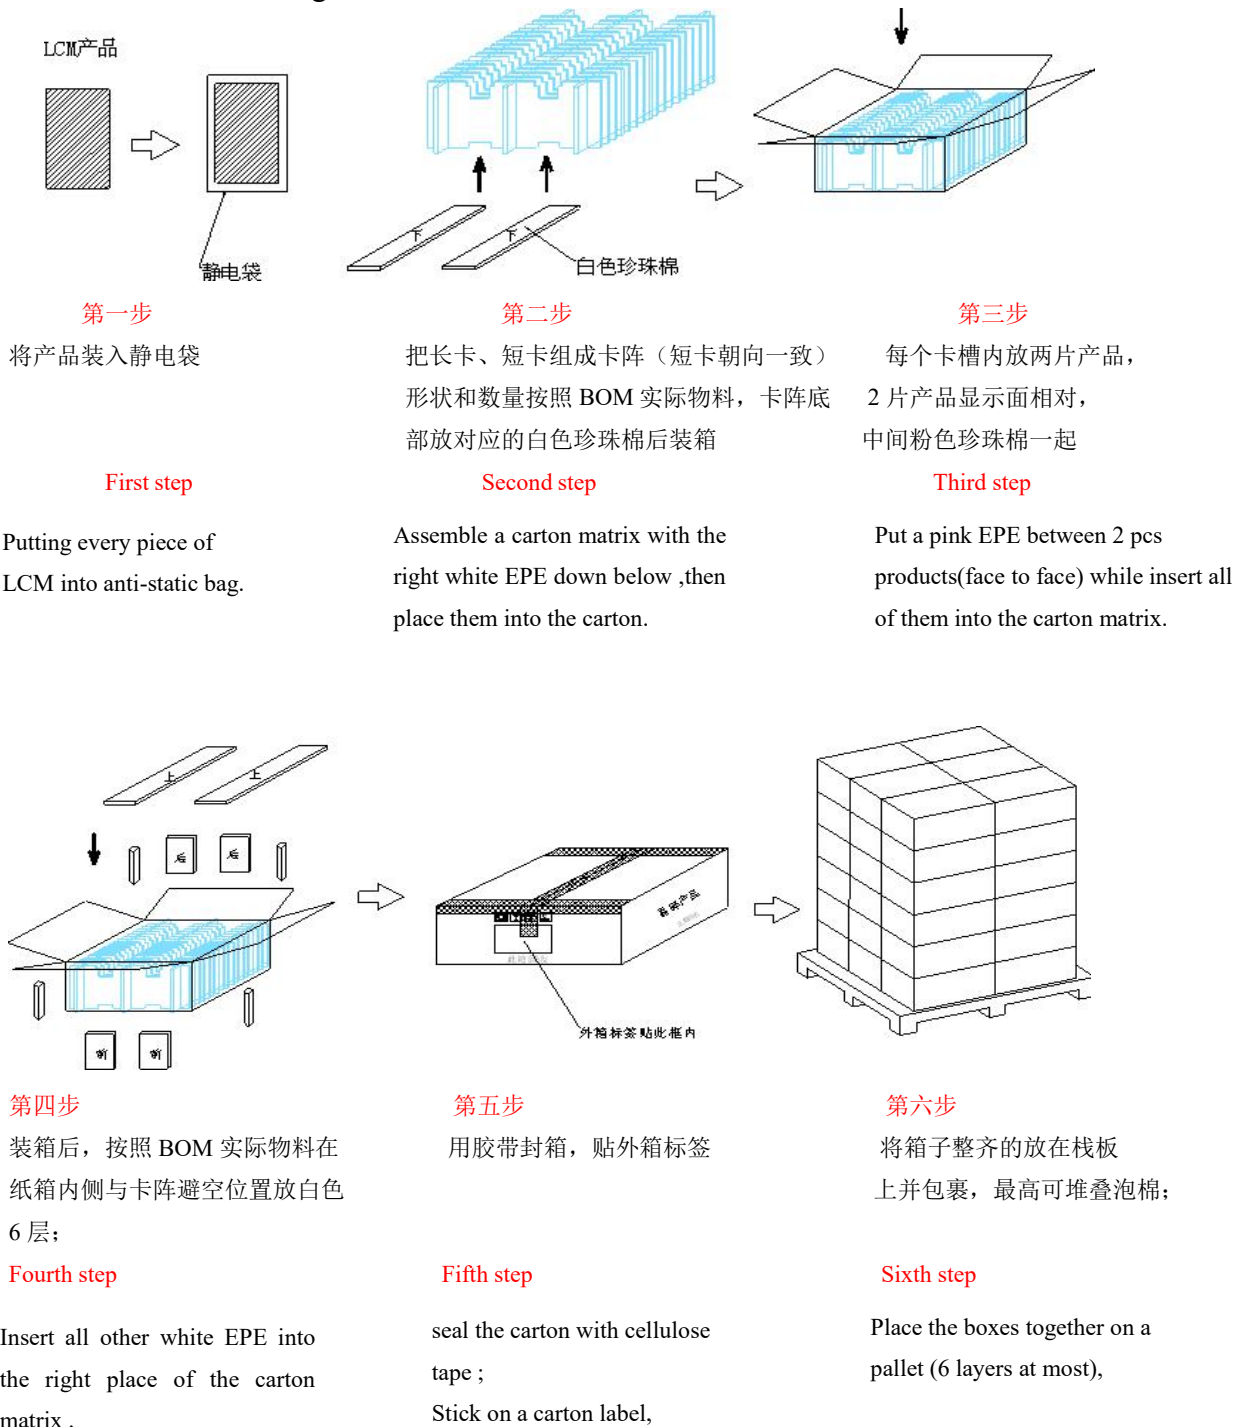 LCM产品
静电袋
下
下
白色珍珠棉
第一步
第二步
第三步
将产品装入静电袋
把长卡、短卡组成卡阵（短卡朝向一致）
形状和数量按照 BOM 实际物料，卡阵底
部放对应的白色珍珠棉后装箱
每个卡槽内放两片产品，
2 片产品显示面相对，
中间粉色珍珠棉一起
First step
Second step
Third step
Putting every piece of
LCM into anti-static bag.
Assemble a carton matrix with the
right white EPE down below ,then
place them into the carton.
Put a pink EPE between 2 pcs
products(face to face) while insert all
of them into the carton matrix.
上
上
后
后
前
前
外箱标签贴此框内
第四步
第五步
第六步
装箱后，按照 BOM 实际物料在
纸箱内侧与卡阵避空位置放白色
6 层；
用胶带封箱，贴外箱标签
将箱子整齐的放在栈板
上并包裹，最高可堆叠泡棉；
Fourth step
Fifth step
Sixth step
Insert all other white EPE into
the right place of the carton
matrix .
seal the carton with cellulose
tape ;
Stick on a carton label,
Place the boxes together on a
pallet (6 layers at most),